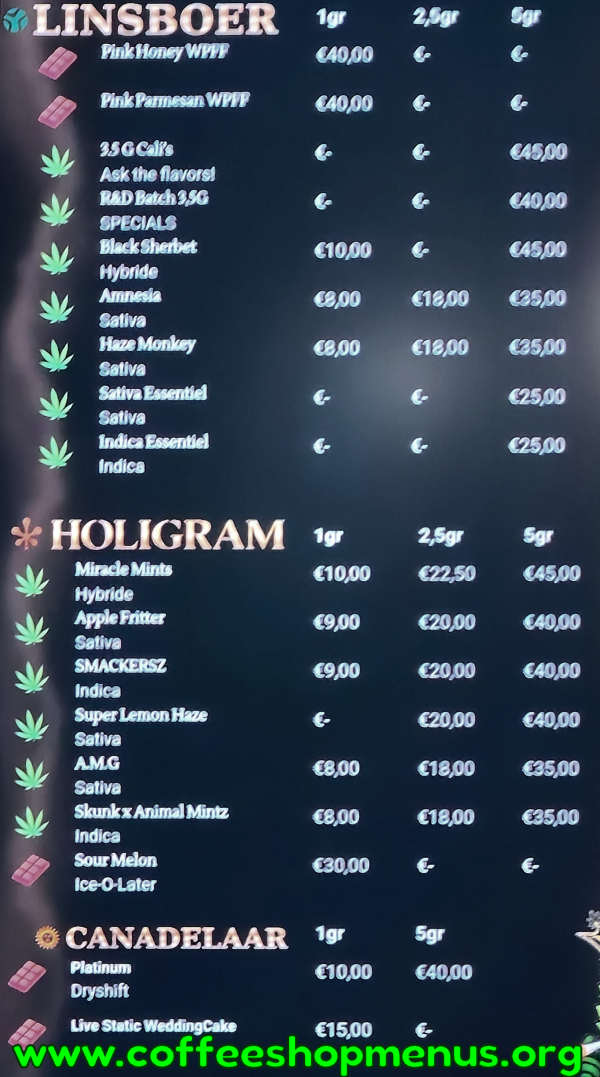 LINSBOER 1gr 2,5gr 5gr
Pink Honey WPFF €40,00 €- €-
Pink Parmesan WPFF €40,00 €- €-
3.5 G Cali's €- €- €45,00
Ask the flavors!
R&D Batch 3,5G €- €- €40,00
SPECIALS
Black Sherbet €10,00 €- €45,00
Hybride
Amnesia €8,00 €18,00 €35,00
Sativa
Haze Monkey €8,00 €18,00 €35,00
Sativa
Sativa Essentiel €- €- €25,00
Sativa
Indica Essentiel €- €- €25,00
Indica
HOLIGRAM 1gr 2,5gr 5gr
Miracle Mints €10,00 €22,50 €45,00
Hybride
Apple Fritter €9,00 €20,00 €40,00
Sativa
SMACKERSZ €9,00 €20,00 €40,00
Indica
Super Lemon Haze €- €20,00 €40,00
Sativa
A.M.G €8,00 €18,00 €35,00
Sativa
Skunk x Animal Mintz €8,00 €18,00 €35,00
Indica
Sour Melon €30,00 €- €-
Ice-O-Later
CANADELAAR 1gr 5gr
Platinum €10,00 €40,00
Dryshift
Live Static WeddingCake €15,00 €-
www.coffeeshopmenus.org